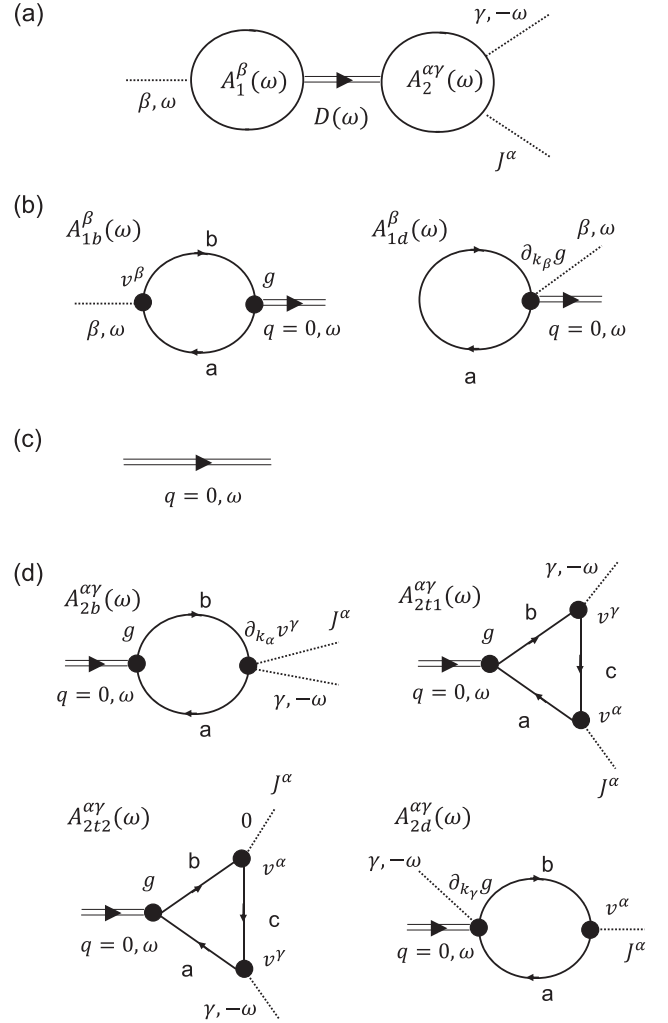 (a)
γ, −ω
A_1^β(ω)
A_2^{αγ}(ω)
β, ω
D(ω)
J^α
(b)
A_{1b}^β(ω)
b
v^β
g
β, ω
q = 0, ω
a
A_{1d}^β(ω)
β, ω
∂_{k_β} g
q = 0, ω
a
(c)
q = 0, ω
(d)
A_{2b}^{αγ}(ω)
b
g
∂_{k_α} v^γ
J^α
q = 0, ω
γ, −ω
a
A_{2t1}^{αγ}(ω)
γ, −ω
b
v^γ
g
c
q = 0, ω
a
v^α
J^α
A_{2t2}^{αγ}(ω)
J^α
0
b
v^α
g
c
q = 0, ω
a
v^γ
γ, −ω
A_{2d}^{αγ}(ω)
γ, −ω
∂_{k_γ} g
b
v^α
q = 0, ω
J^α
a